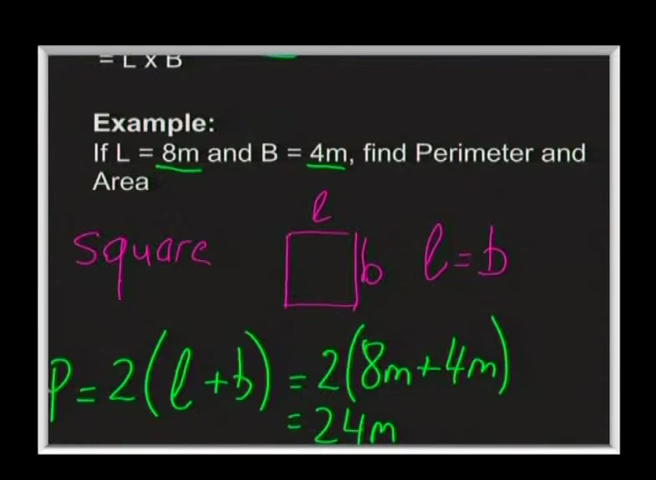 = L X B
Example:
If L = 8m and B = 4m, find Perimeter and
Area
l
square b l = b
P = 2(l + b) = 2(8m + 4m)
= 24m